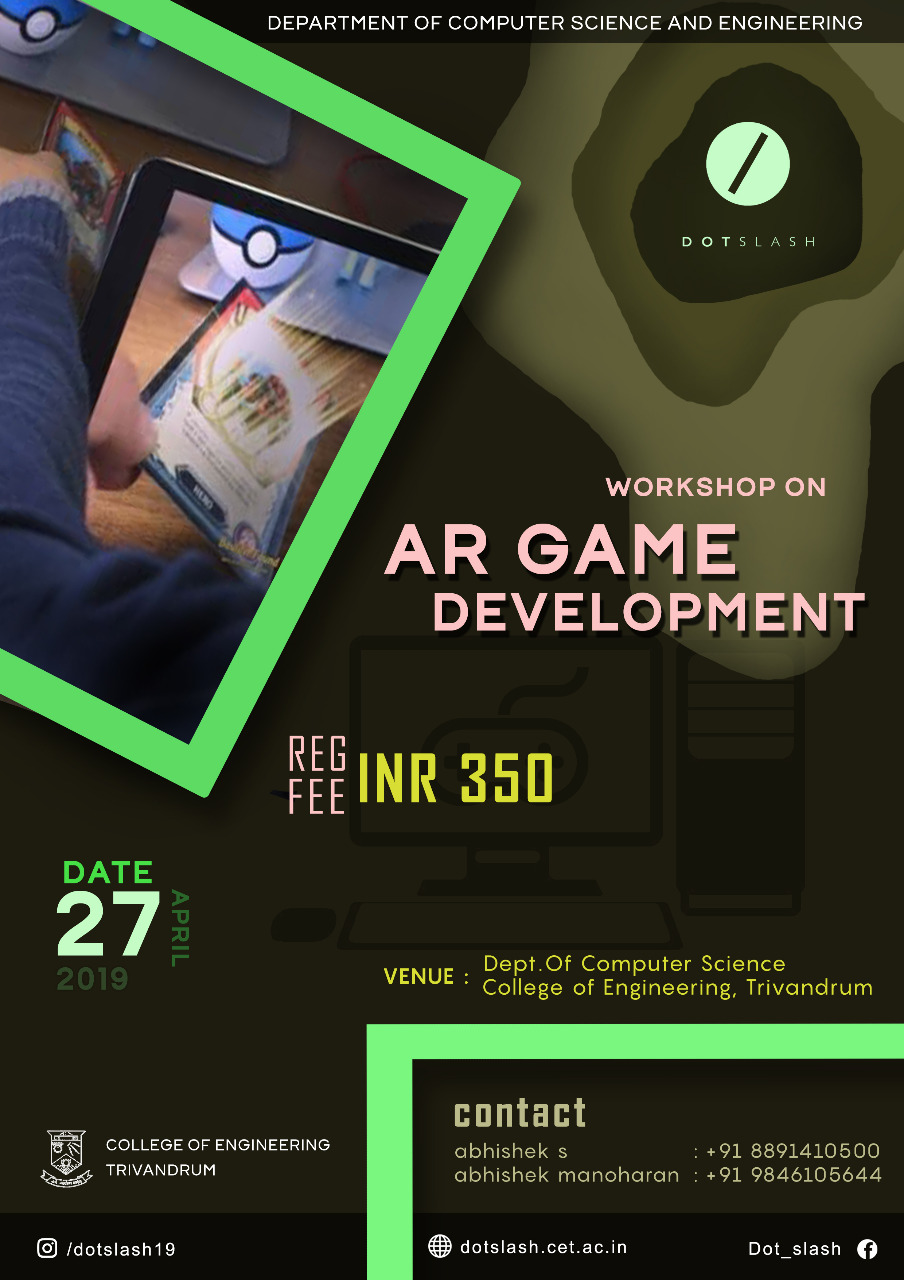 DEPARTMENT OF COMPUTER SCIENCE AND ENGINEERING
DOTSLASH
WORKSHOP ON
AR GAME
DEVELOPMENT
REG
FEE
INR 350
DATE
27
APRIL
2019
VENUE :
Dept.Of Computer Science
College of Engineering, Trivandrum
contact
abhishek s : +91 8891410500
abhishek manoharan : +91 9846105644
COLLEGE OF ENGINEERING
TRIVANDRUM
/dotslash19
dotslash.cet.ac.in
Dot_slash